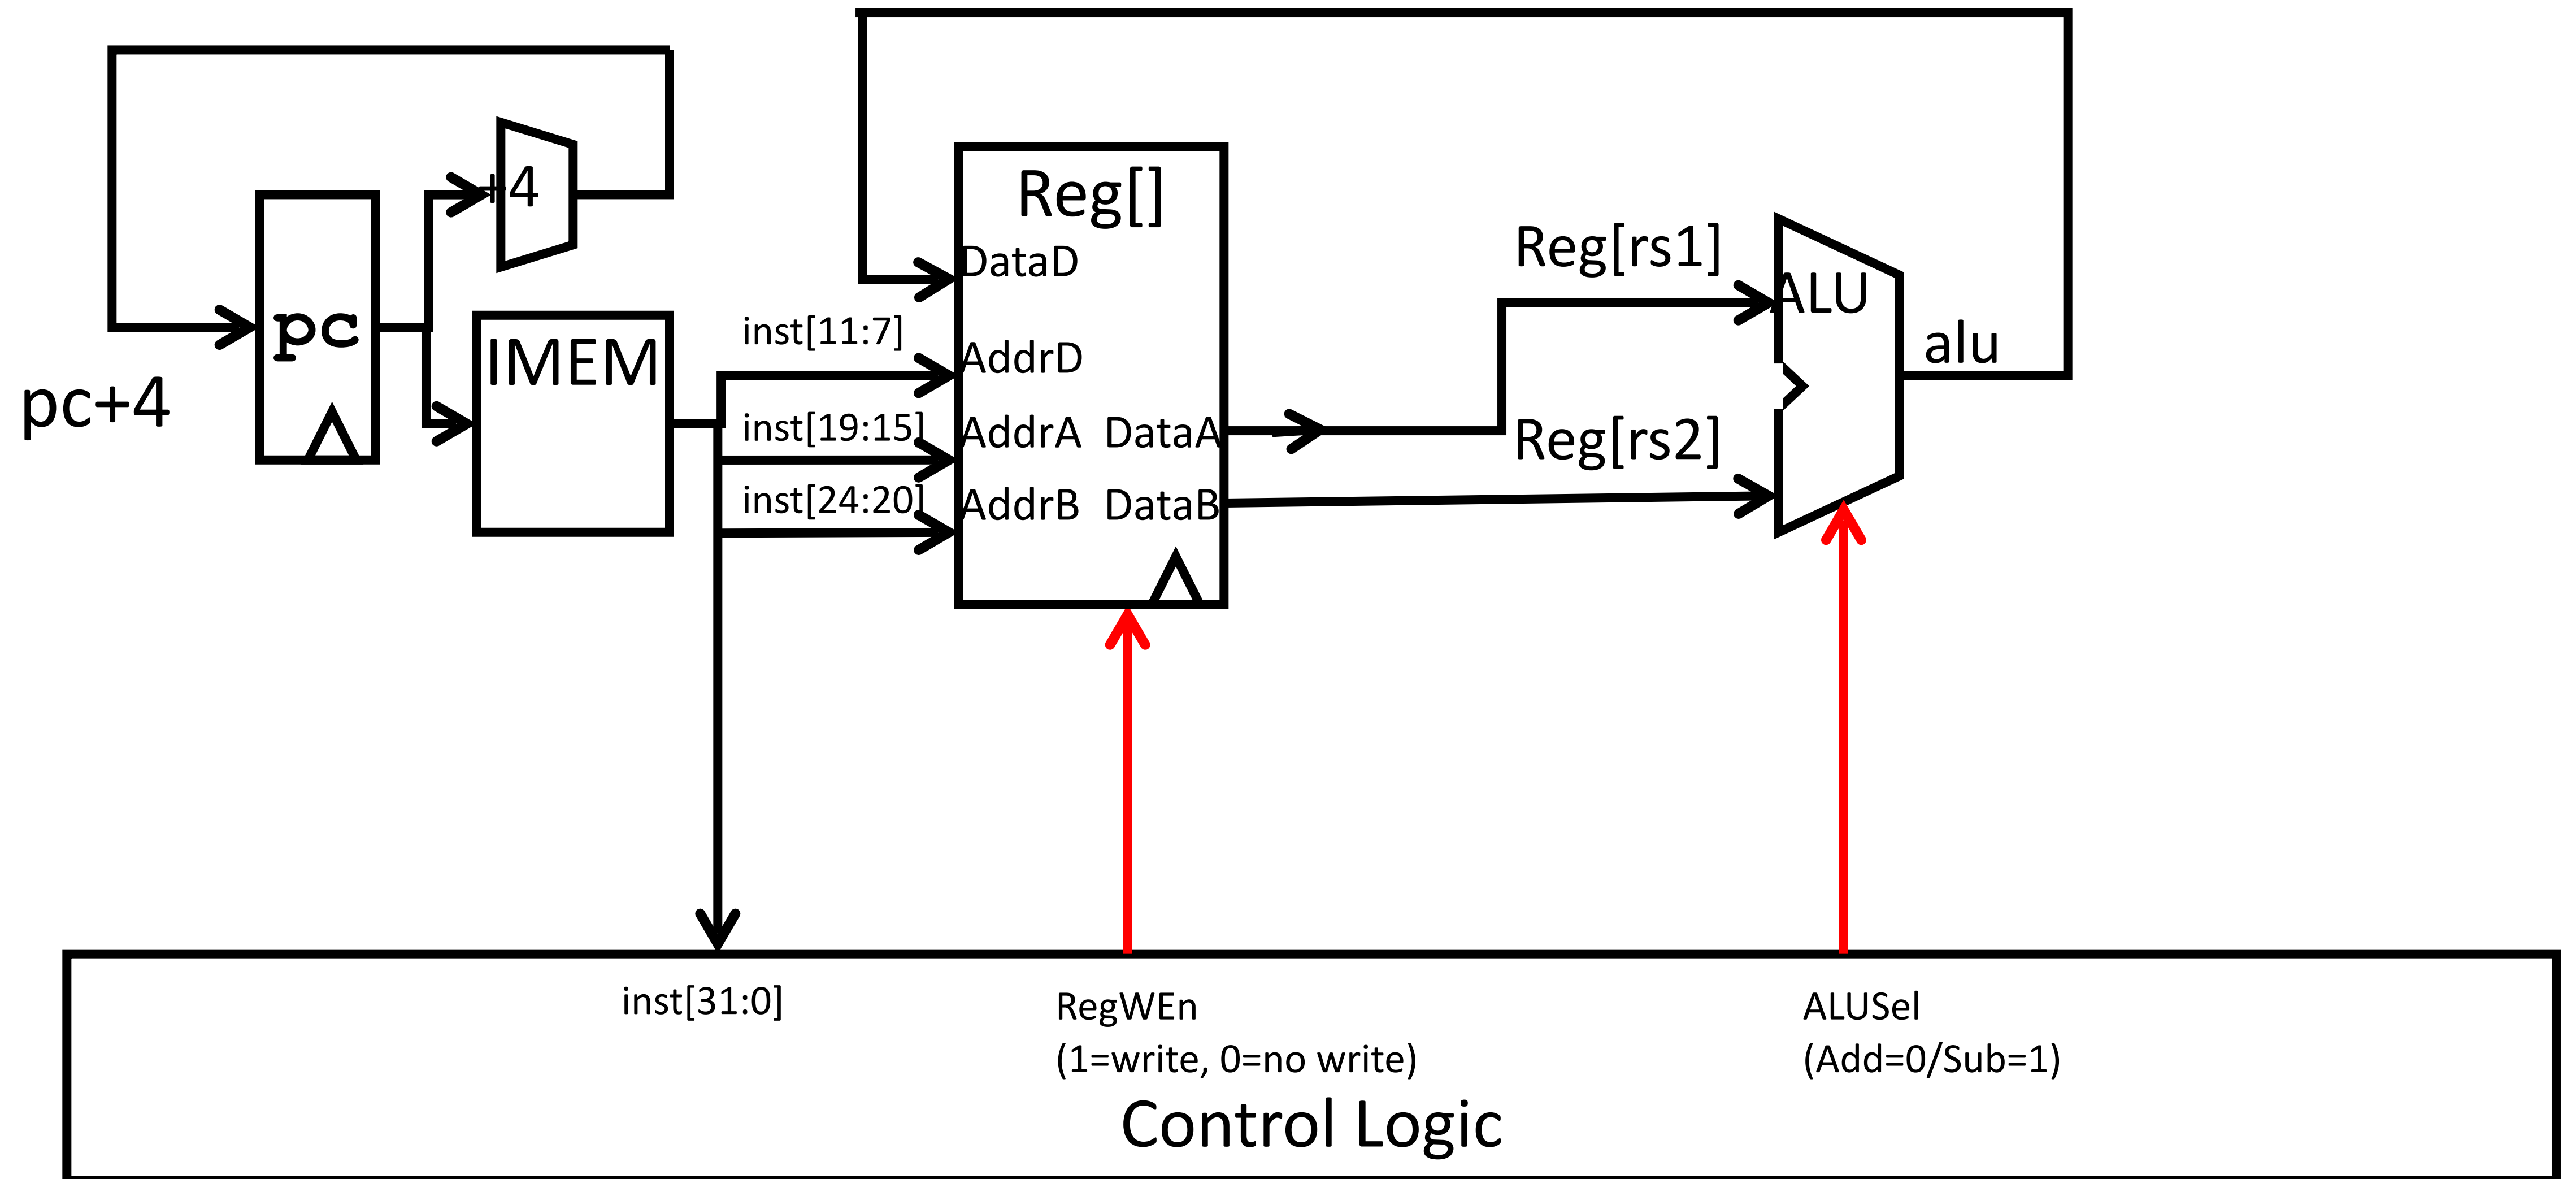 +4
pc
pc+4
IMEM
inst[11:7]
inst[19:15]
inst[24:20]
Reg[]
DataD
AddrD
AddrA DataA
AddrB DataB
Reg[rs1]
Reg[rs2]
ALU
alu
inst[31:0]
RegWEn
(1=write, 0=no write)
ALUSel
(Add=0/Sub=1)
Control Logic